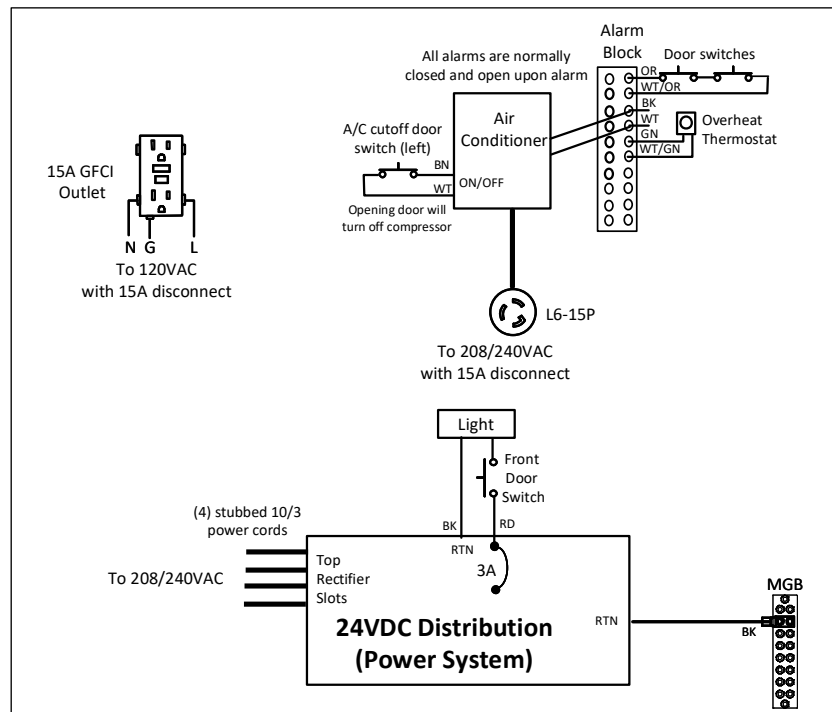 Alarm
Block
All alarms are normally
closed and open upon alarm
OR
Door switches
WT/OR
BK
WT
GN
WT/GN
Overheat
Thermostat
Air
Conditioner
A/C cutoff door
switch (left)
BN
WT
ON/OFF
Opening door will
turn off compressor
15A GFCI
Outlet
N G L
To 120VAC
with 15A disconnect
L6-15P
To 208/240VAC
with 15A disconnect
Light
Front
Door
Switch
BK
RD
(4) stubbed 10/3
power cords
To 208/240VAC
Top
Rectifier
Slots
RTN
3A
24VDC Distribution
(Power System)
RTN
BK
MGB